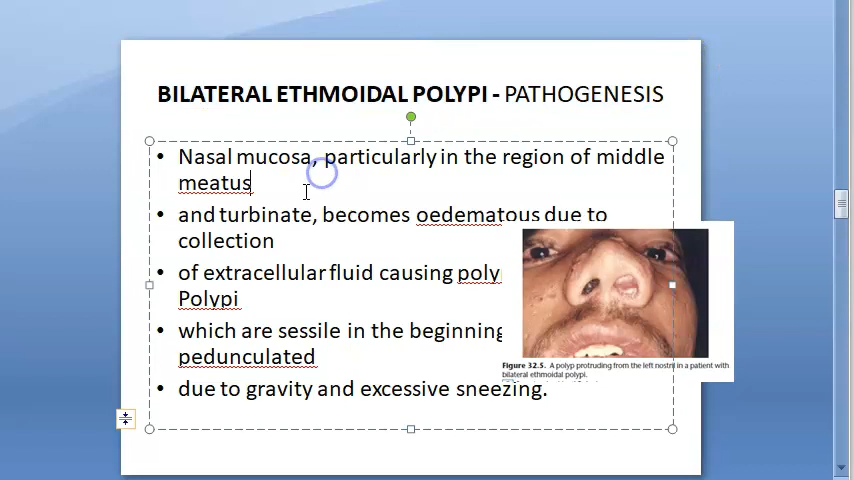 BILATERAL ETHMOIDAL POLYPI - PATHOGENESIS
• Nasal mucosa, particularly in the region of middle
meatus
• and turbinate, becomes oedematous due to
collection
• of extracellular fluid causing
Polypi
• which are sessile in the beginning
pedunculated
• due to gravity and excessive sneezing.
Figure 32.5. A polyp protruding from the left nostril in a patient with
bilateral ethmoidal polypi.